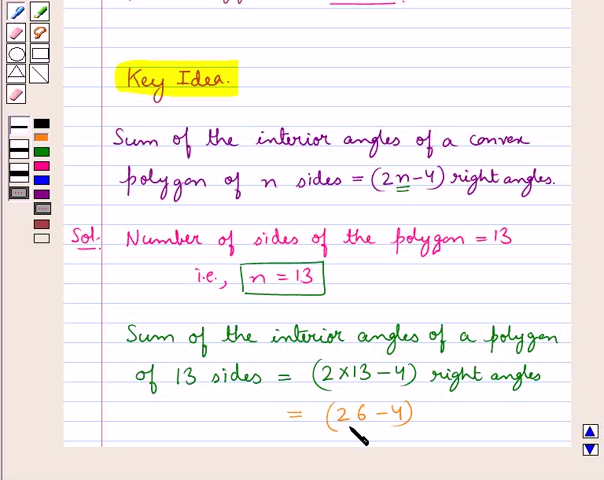 Key Idea.
Sum of the interior angles of a convex
polygon of n sides = (2n-4) right angles.
Sol. Number of sides of the polygon = 13
i.e., n = 13
Sum of the interior angles of a polygon
of 13 sides = (2×13-4) right angles
= (26-4)